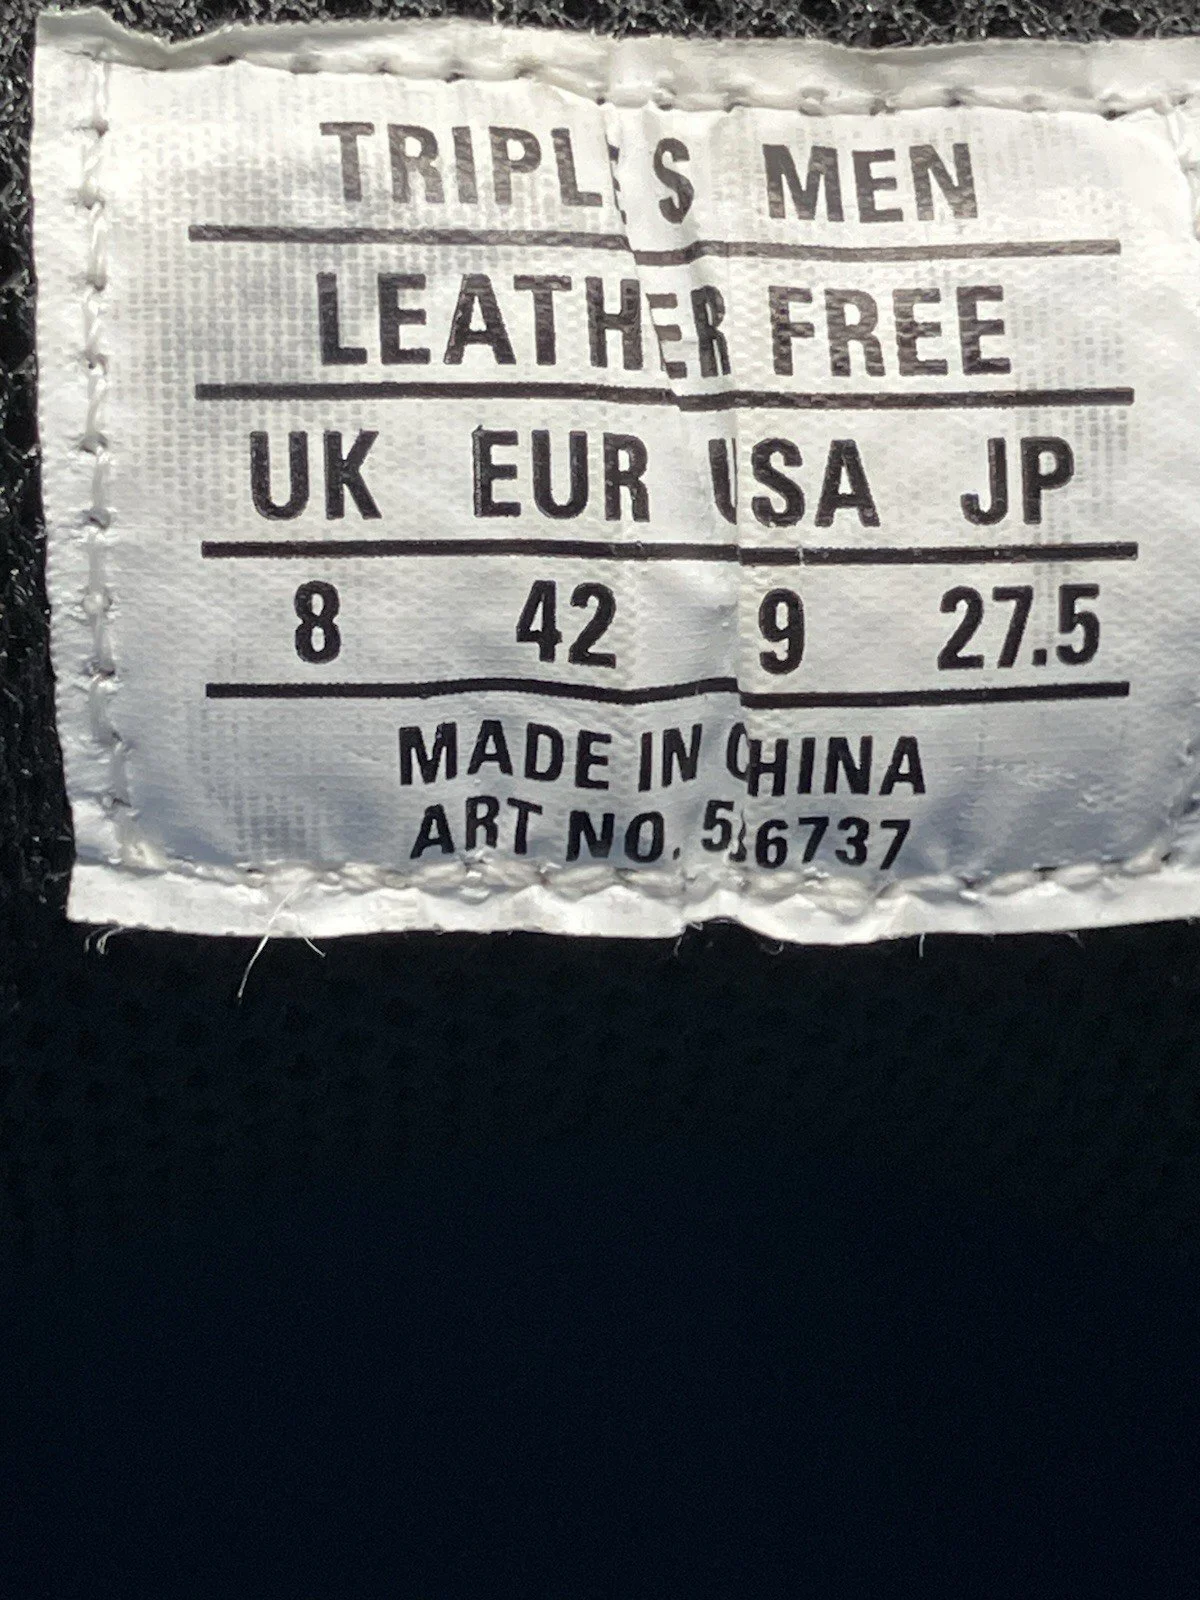 TRIPLE S MEN
LEATHER FREE
UK EUR USA JP
8 42 9 27.5
MADE IN CHINA
ART NO.